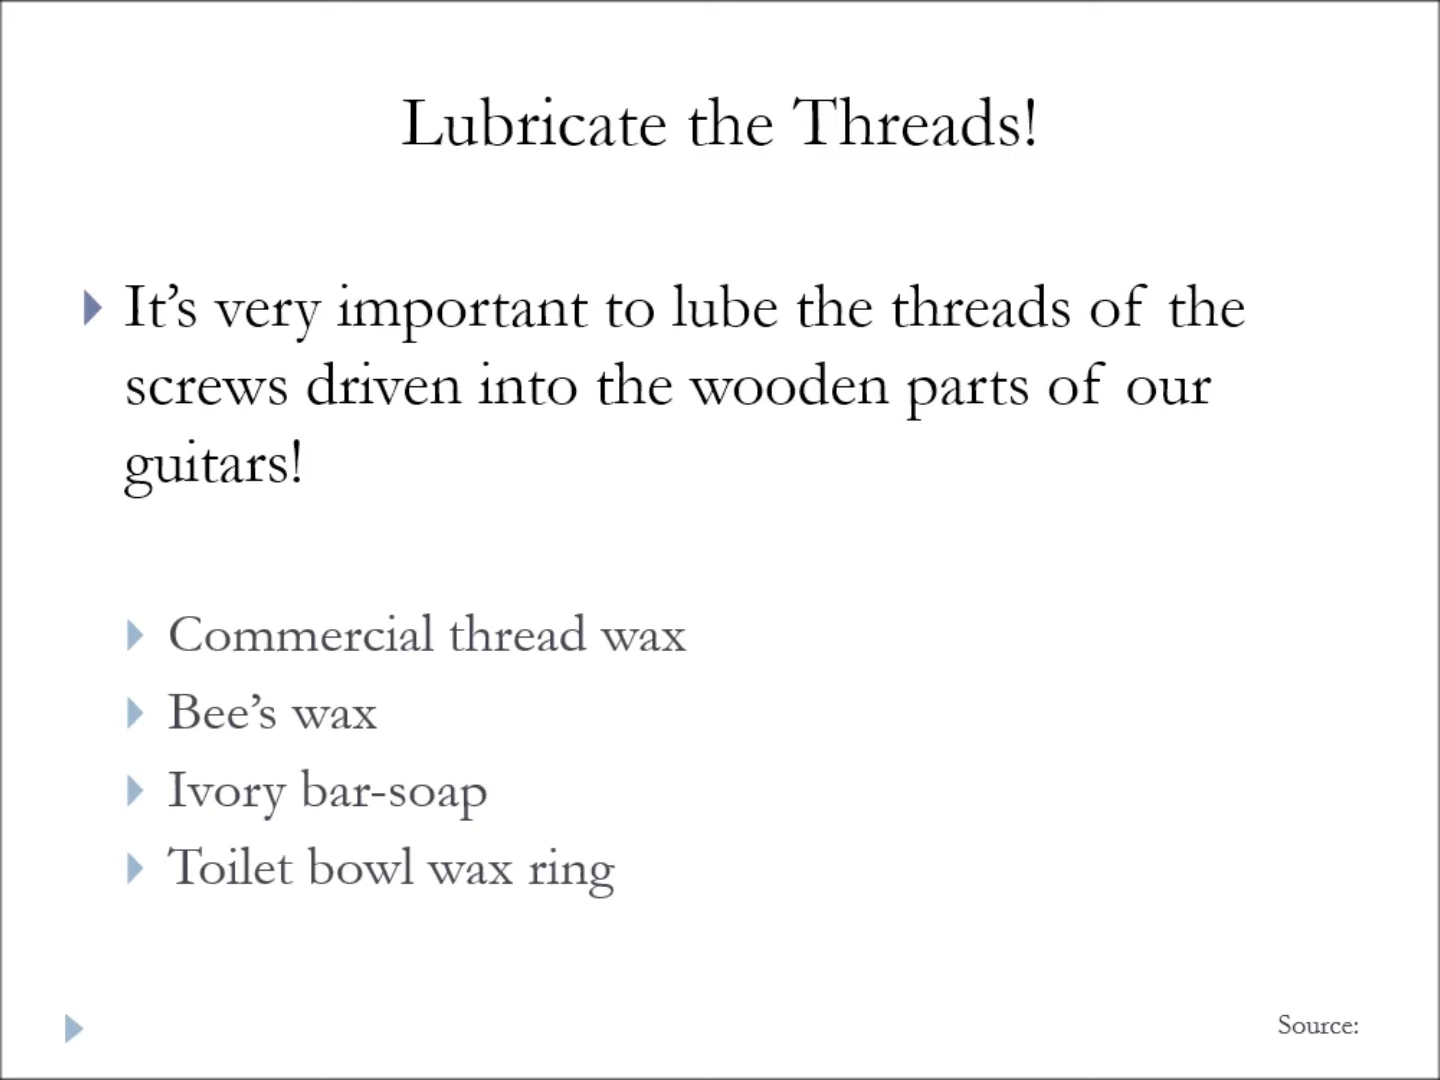 Lubricate the Threads!
It’s very important to lube the threads of the
screws driven into the wooden parts of our
guitars!
Commercial thread wax
Bee’s wax
Ivory bar-soap
Toilet bowl wax ring
Source: